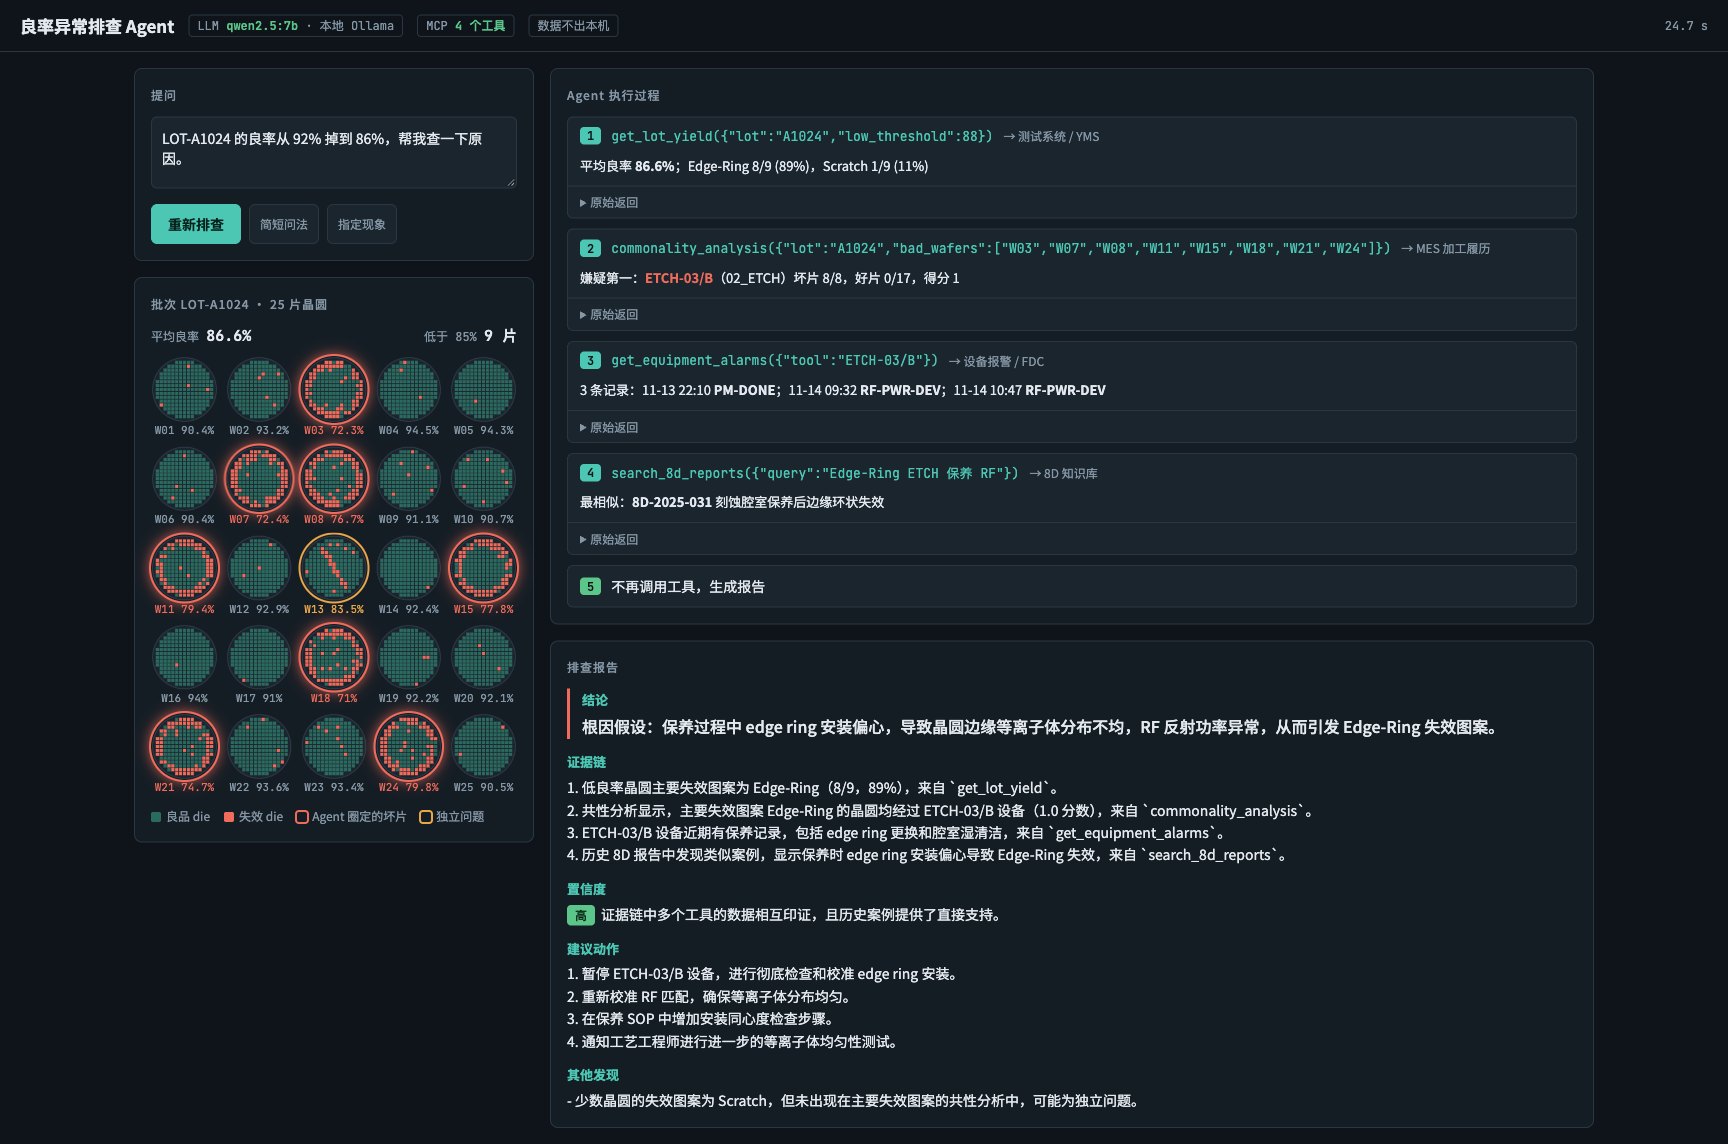 良率异常排查 Agent
LLM qwen2.5:7b · 本地 Ollama
MCP 4 个工具
数据不出本机
24.7 s
提问
LOT-A1024 的良率从 92% 掉到 86%，帮我查一下原
因。
重新排查
简短问法
指定现象
批次 LOT-A1024 · 25 片晶圆
平均良率 86.6%
低于 85% 9 片
W01 90.4% W02 93.2% W03 72.3% W04 94.5% W05 94.3%
W06 90.4% W07 72.4% W08 76.7% W09 91.1% W10 90.7%
W11 79.4% W12 92.9% W13 83.5% W14 92.4% W15 77.8%
W16 94% W17 91% W18 71% W19 92.2% W20 92.1%
W21 74.7% W22 93.6% W23 93.4% W24 79.8% W25 90.5%
良品 die 失效 die Agent 圈定的坏片 独立问题
Agent 执行过程
1 get_lot_yield({"lot":"A1024","low_threshold":88}) → 测试系统 / YMS
平均良率 86.6%；Edge-Ring 8/9 (89%)，Scratch 1/9 (11%)
▶ 原始返回
2 commonality_analysis({"lot":"A1024","bad_wafers":["W03","W07","W08","W11","W15","W18","W21","W24"]}) → MES 加工履历
嫌疑第一：ETCH-03/B（02_ETCH）坏片 8/8，好片 0/17，得分 1
▶ 原始返回
3 get_equipment_alarms({"tool":"ETCH-03/B"}) → 设备报警 / FDC
3 条记录：11-13 22:10 PM-DONE；11-14 09:32 RF-PWR-DEV；11-14 10:47 RF-PWR-DEV
▶ 原始返回
4 search_8d_reports({"query":"Edge-Ring ETCH 保养 RF"}) → 8D 知识库
最相似：8D-2025-031 刻蚀腔室保养后边缘环状失效
▶ 原始返回
5 不再调用工具，生成报告
排查报告
结论
根因假设：保养过程中 edge ring 安装偏心，导致晶圆边缘等离子体分布不均，RF 反射功率异常，从而引发 Edge-Ring 失效图案。
证据链
1. 低良率晶圆主要失效图案为 Edge-Ring（8/9，89%），来自 `get_lot_yield`。
2. 共性分析显示，主要失效图案 Edge-Ring 的晶圆均经过 ETCH-03/B 设备（1.0 分数），来自 `commonality_analysis`。
3. ETCH-03/B 设备近期有保养记录，包括 edge ring 更换和腔室湿清洁，来自 `get_equipment_alarms`。
4. 历史 8D 报告中发现类似案例，显示保养时 edge ring 安装偏心导致 Edge-Ring 失效，来自 `search_8d_reports`。
置信度
高 证据链中多个工具的数据相互印证，且历史案例提供了直接支持。
建议动作
1. 暂停 ETCH-03/B 设备，进行彻底检查和校准 edge ring 安装。
2. 重新校准 RF 匹配，确保等离子体分布均匀。
3. 在保养 SOP 中增加安装同心度检查步骤。
4. 通知工艺工程师进行进一步的等离子体均匀性测试。
其他发现
- 少数晶圆的失效图案为 Scratch，但未出现在主要失效图案的共性分析中，可能为独立问题。